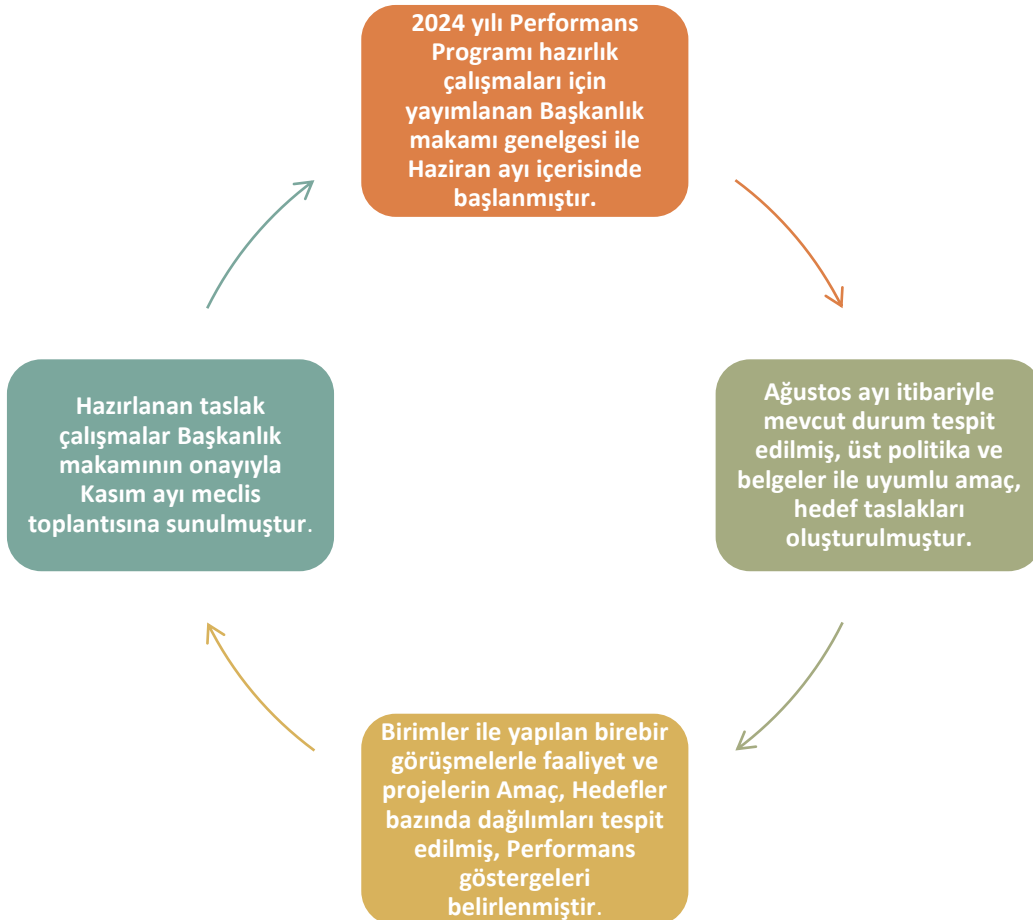 2024 yılı Performans
Programı hazırlık
çalışmaları için
yayımlanan Başkanlık
makamı genelgesi ile
Haziran ayı içerisinde
başlanmıştır.
Ağustos ayı itibariyle
mevcut durum tespit
edilmiş, üst politika ve
belgeler ile uyumlu amaç,
hedef taslakları
oluşturulmuştur.
Birimler ile yapılan birebir
görüşmelerle faaliyet ve
projelerin Amaç, Hedefler
bazında dağılımları tespit
edilmiş, Performans
göstergeleri
belirlenmiştir.
Hazırlanan taslak
çalışmalar Başkanlık
makamının onayıyla
Kasım ayı meclis
toplantısına sunulmuştur.